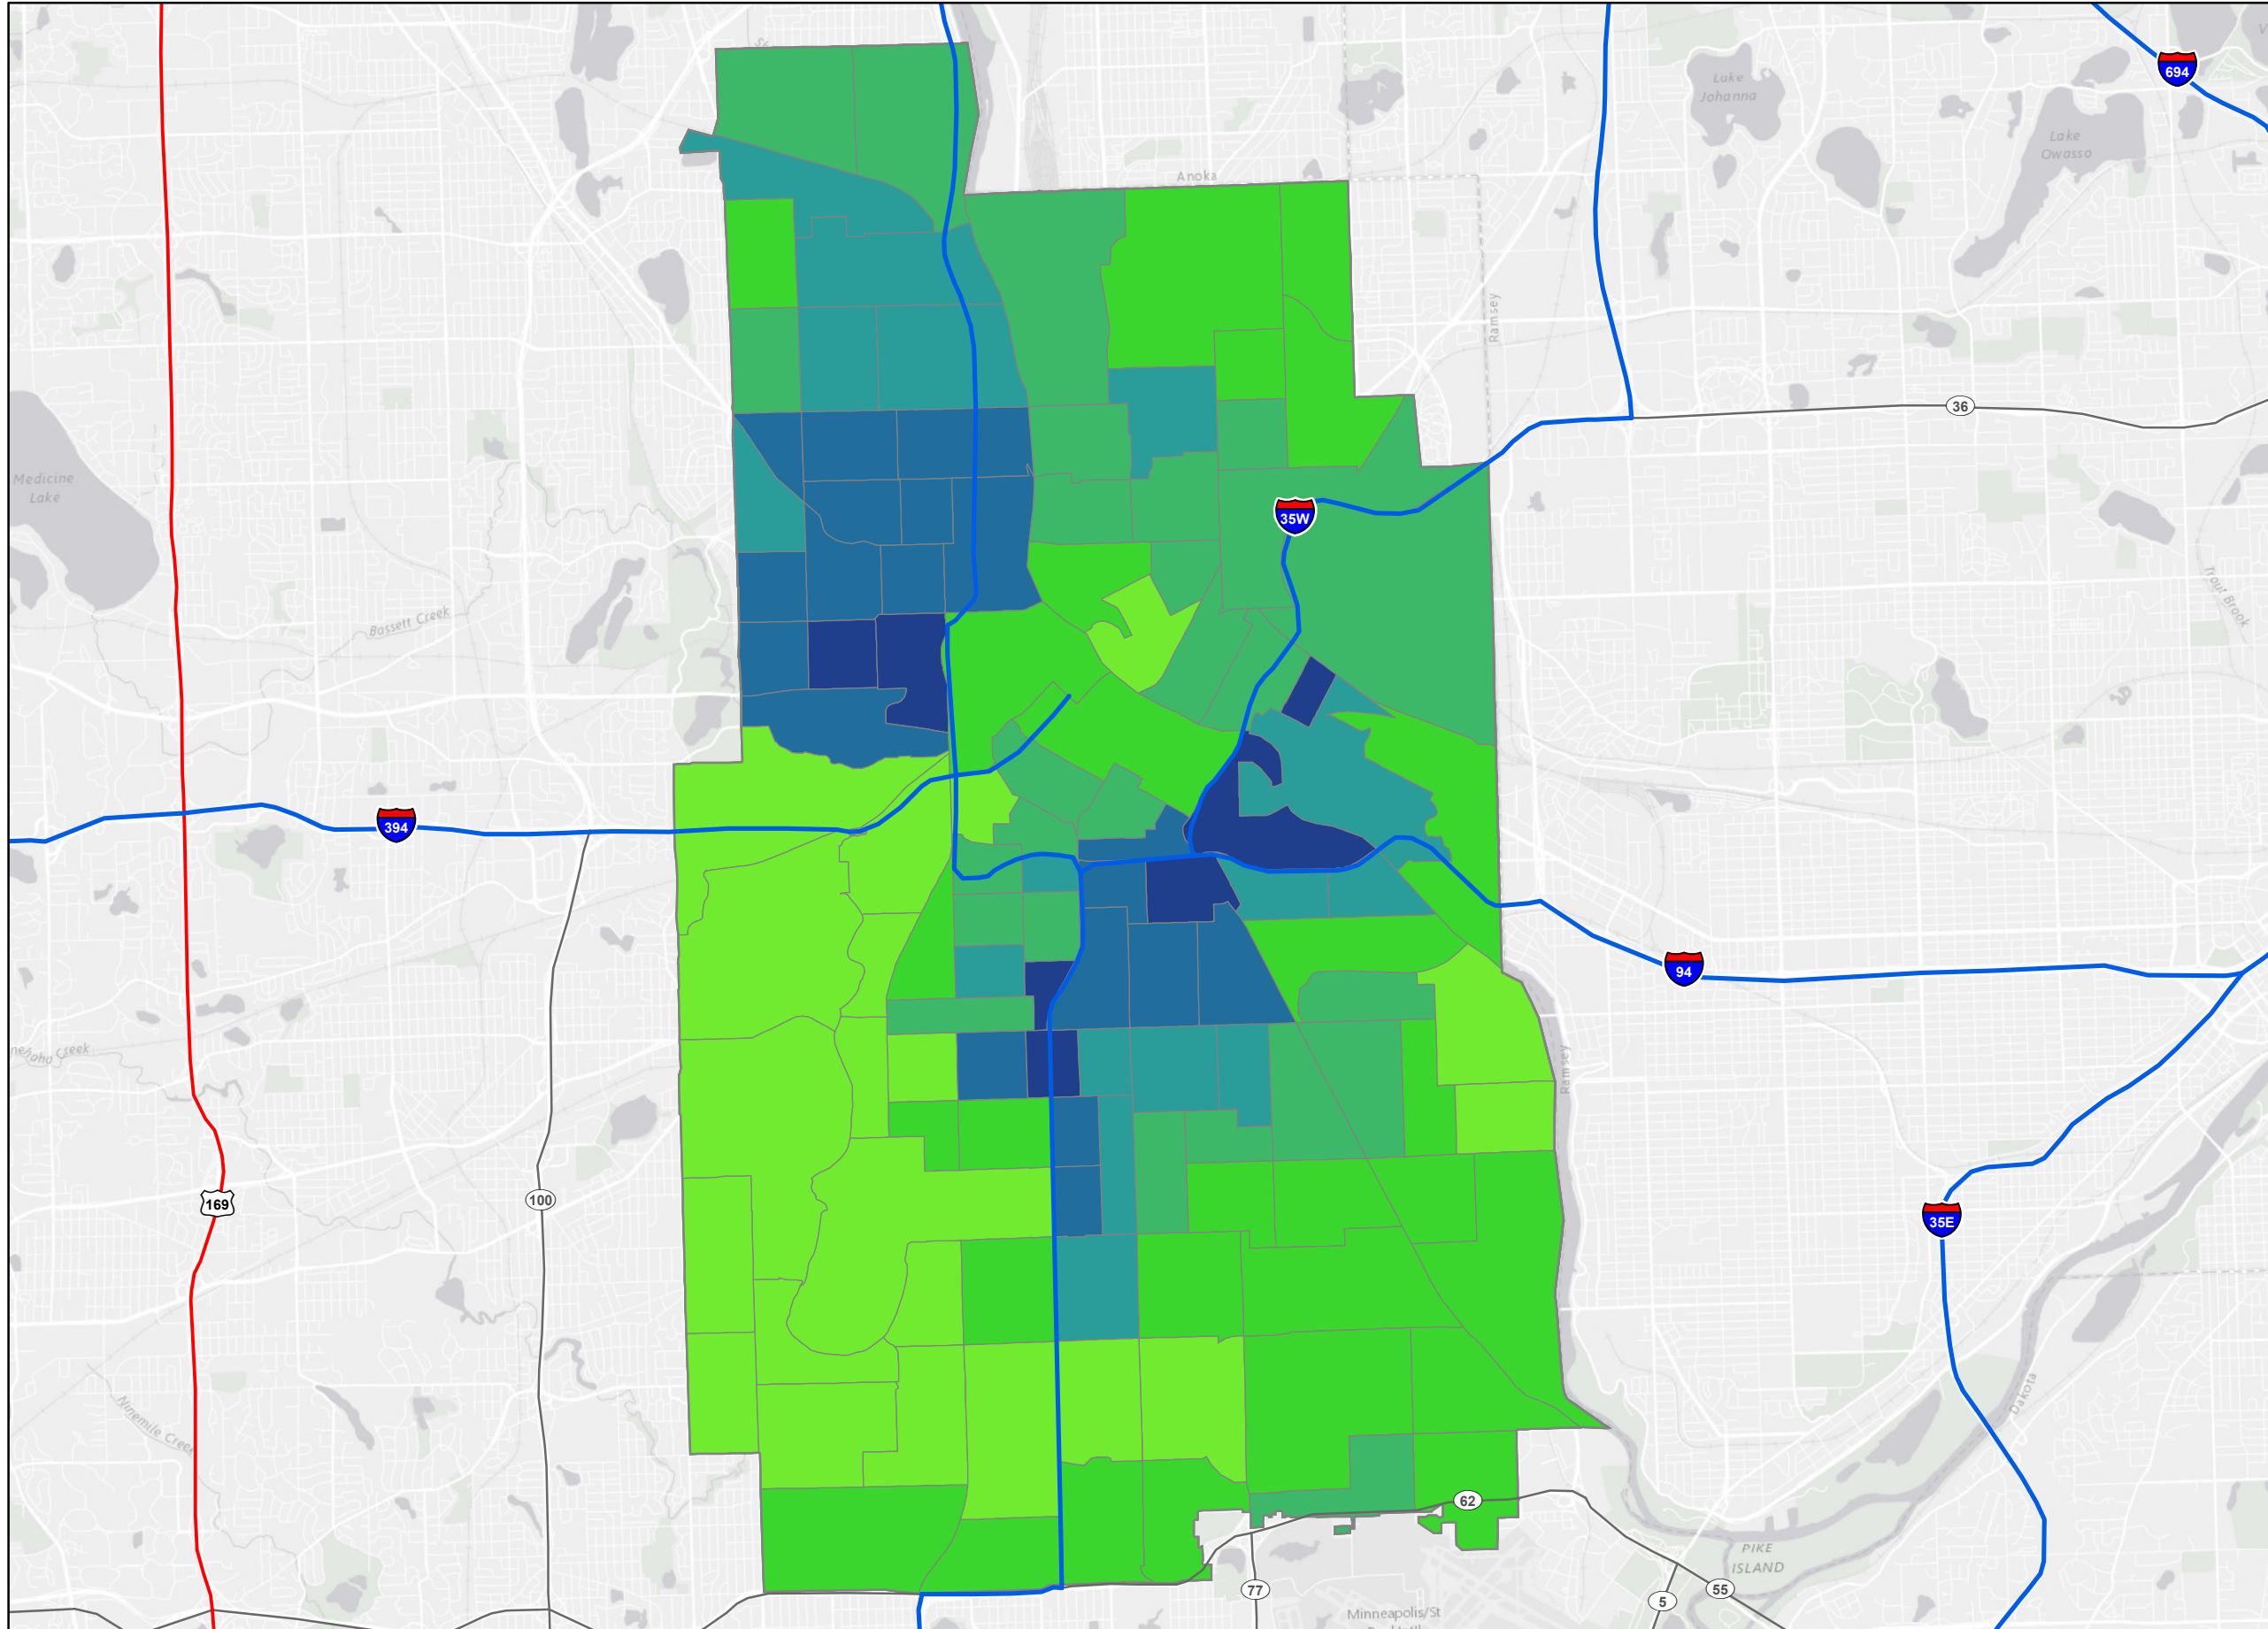 694
Lake
Johanna
Lake
Owasso
Anoka
Ramsey
36
Medicine
Lake
35W
Trout Brook
Bassett Creek
394
94
Ramsey
169
100
35E
Dakota
Ninemile Creek
62
PIKE
ISLAND
77
5
55
Minneapolis/St